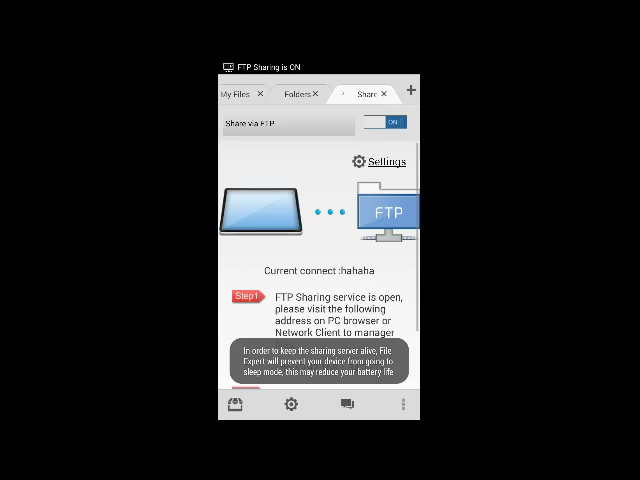 FTP Sharing is ON
My Files
Folders
Share
Share via FTP
ON
Settings
FTP
Current connect :hahaha
Step1
FTP Sharing service is open,
please visit the following
address on PC browser or
Network Client to manager
In order to keep the sharing server alive, File
Expert will prevent your device from going to
sleep mode, this may reduce your battery life